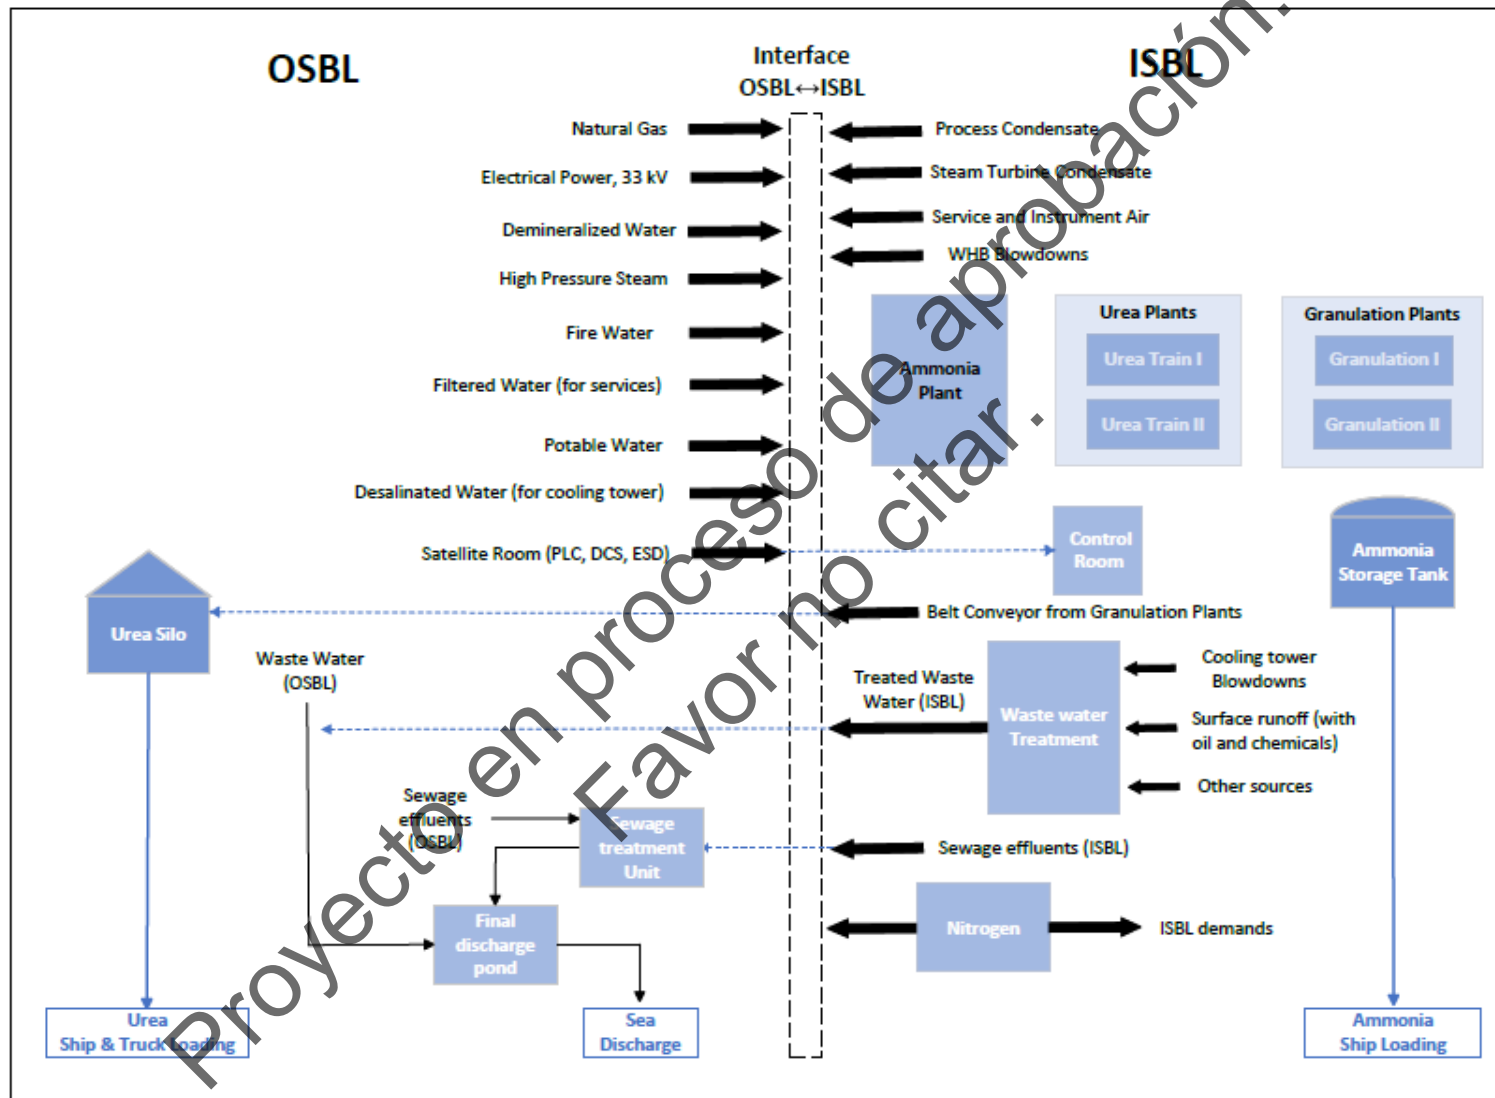 OSBL
Interface
OSBL↔ISBL
ISBL
Natural Gas
Electrical Power, 33 kV
Demineralized Water
High Pressure Steam
Fire Water
Filtered Water (for services)
Potable Water
Desalinated Water (for cooling tower)
Satellite Room (PLC, DCS, ESD)
Process Condensate
Steam Turbine Condensate
Service and Instrument Air
WHB Blowdowns
Ammonia
Plant
Urea Plants
Urea Train I
Urea Train II
Granulation Plants
Granulation I
Granulation II
Control
Room
Ammonia
Storage Tank
Belt Conveyor from Granulation Plants
Urea Silo
Waste Water
(OSBL)
Treated Waste
Water (ISBL)
Waste water
Treatment
Cooling tower
Blowdowns
Surface runoff (with
oil and chemicals)
Other sources
Sewage
effluents
(OSBL)
Sewage
treatment
Unit
Sewage effluents (ISBL)
Final
discharge
pond
Nitrogen
ISBL demands
Urea
Ship & Truck Loading
Sea
Discharge
Ammonia
Ship Loading
Proyecto en proceso de aprobación.
Favor no citar.